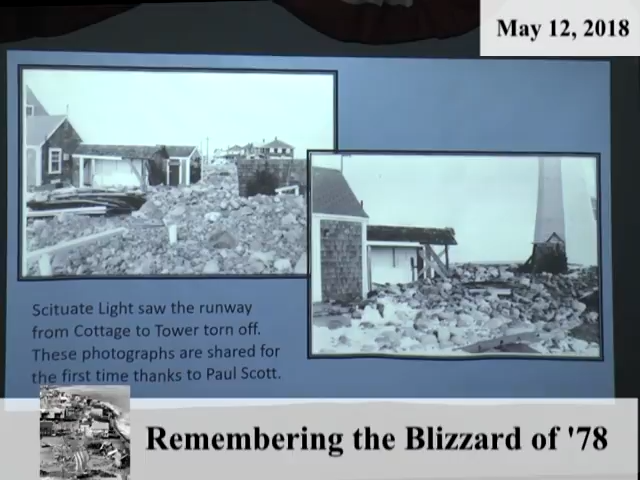 May 12, 2018
Scituate Light saw the runway
from Cottage to Tower torn off.
These photographs are shared for
the first time thanks to Paul Scott.
Remembering the Blizzard of '78